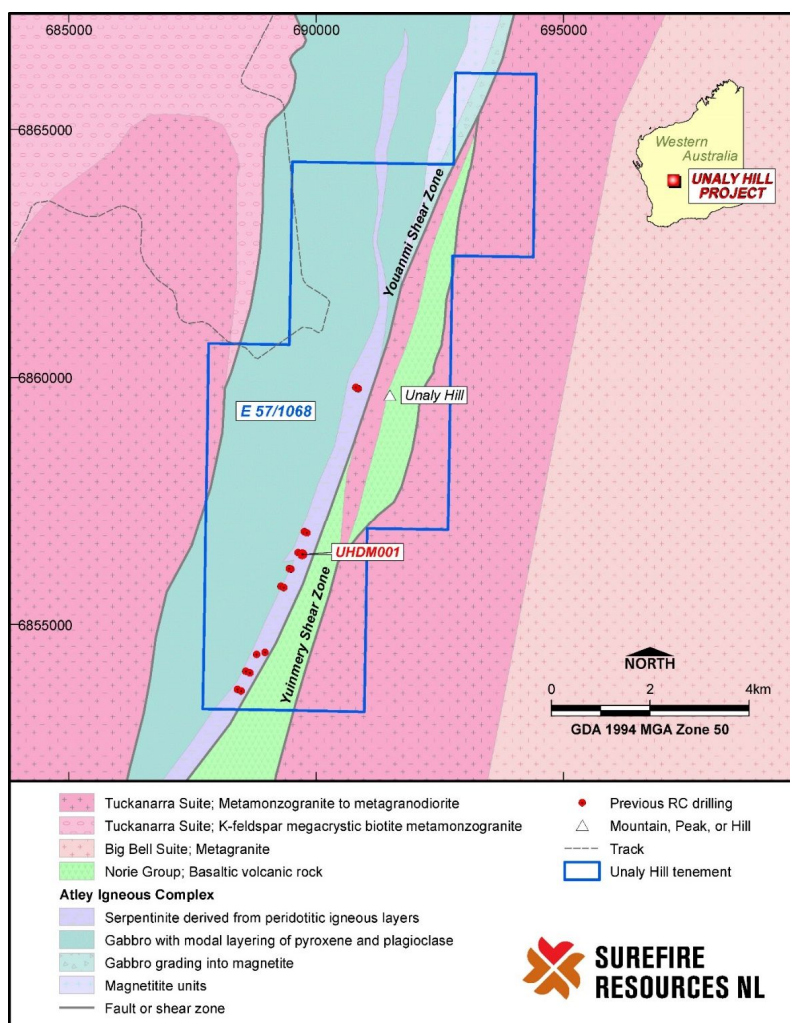 685000
690000
695000
6865000
Western
Australia
UNALY HILL
PROJECT
Youanmi Shear Zone
6860000
Unaly Hill
E 57/1068
UHDM001
6855000
Yuinmery Shear Zone
NORTH
0
2
4km
GDA 1994 MGA Zone 50
Tuckanarra Suite; Metamonzogranite to metagranodiorite
Tuckanarra Suite; K-feldspar megacrystic biotite metamonzogranite
Big Bell Suite; Metagranite
Norie Group; Basaltic volcanic rock
Atley Igneous Complex
Serpentinite derived from peridotitic igneous layers
Gabbro with modal layering of pyroxene and plagioclase
Gabbro grading into magnetite
Magnetitite units
Fault or shear zone
Previous RC drilling
Mountain, Peak, or Hill
Track
Unaly Hill tenement
SUREFIRE
RESOURCES NL